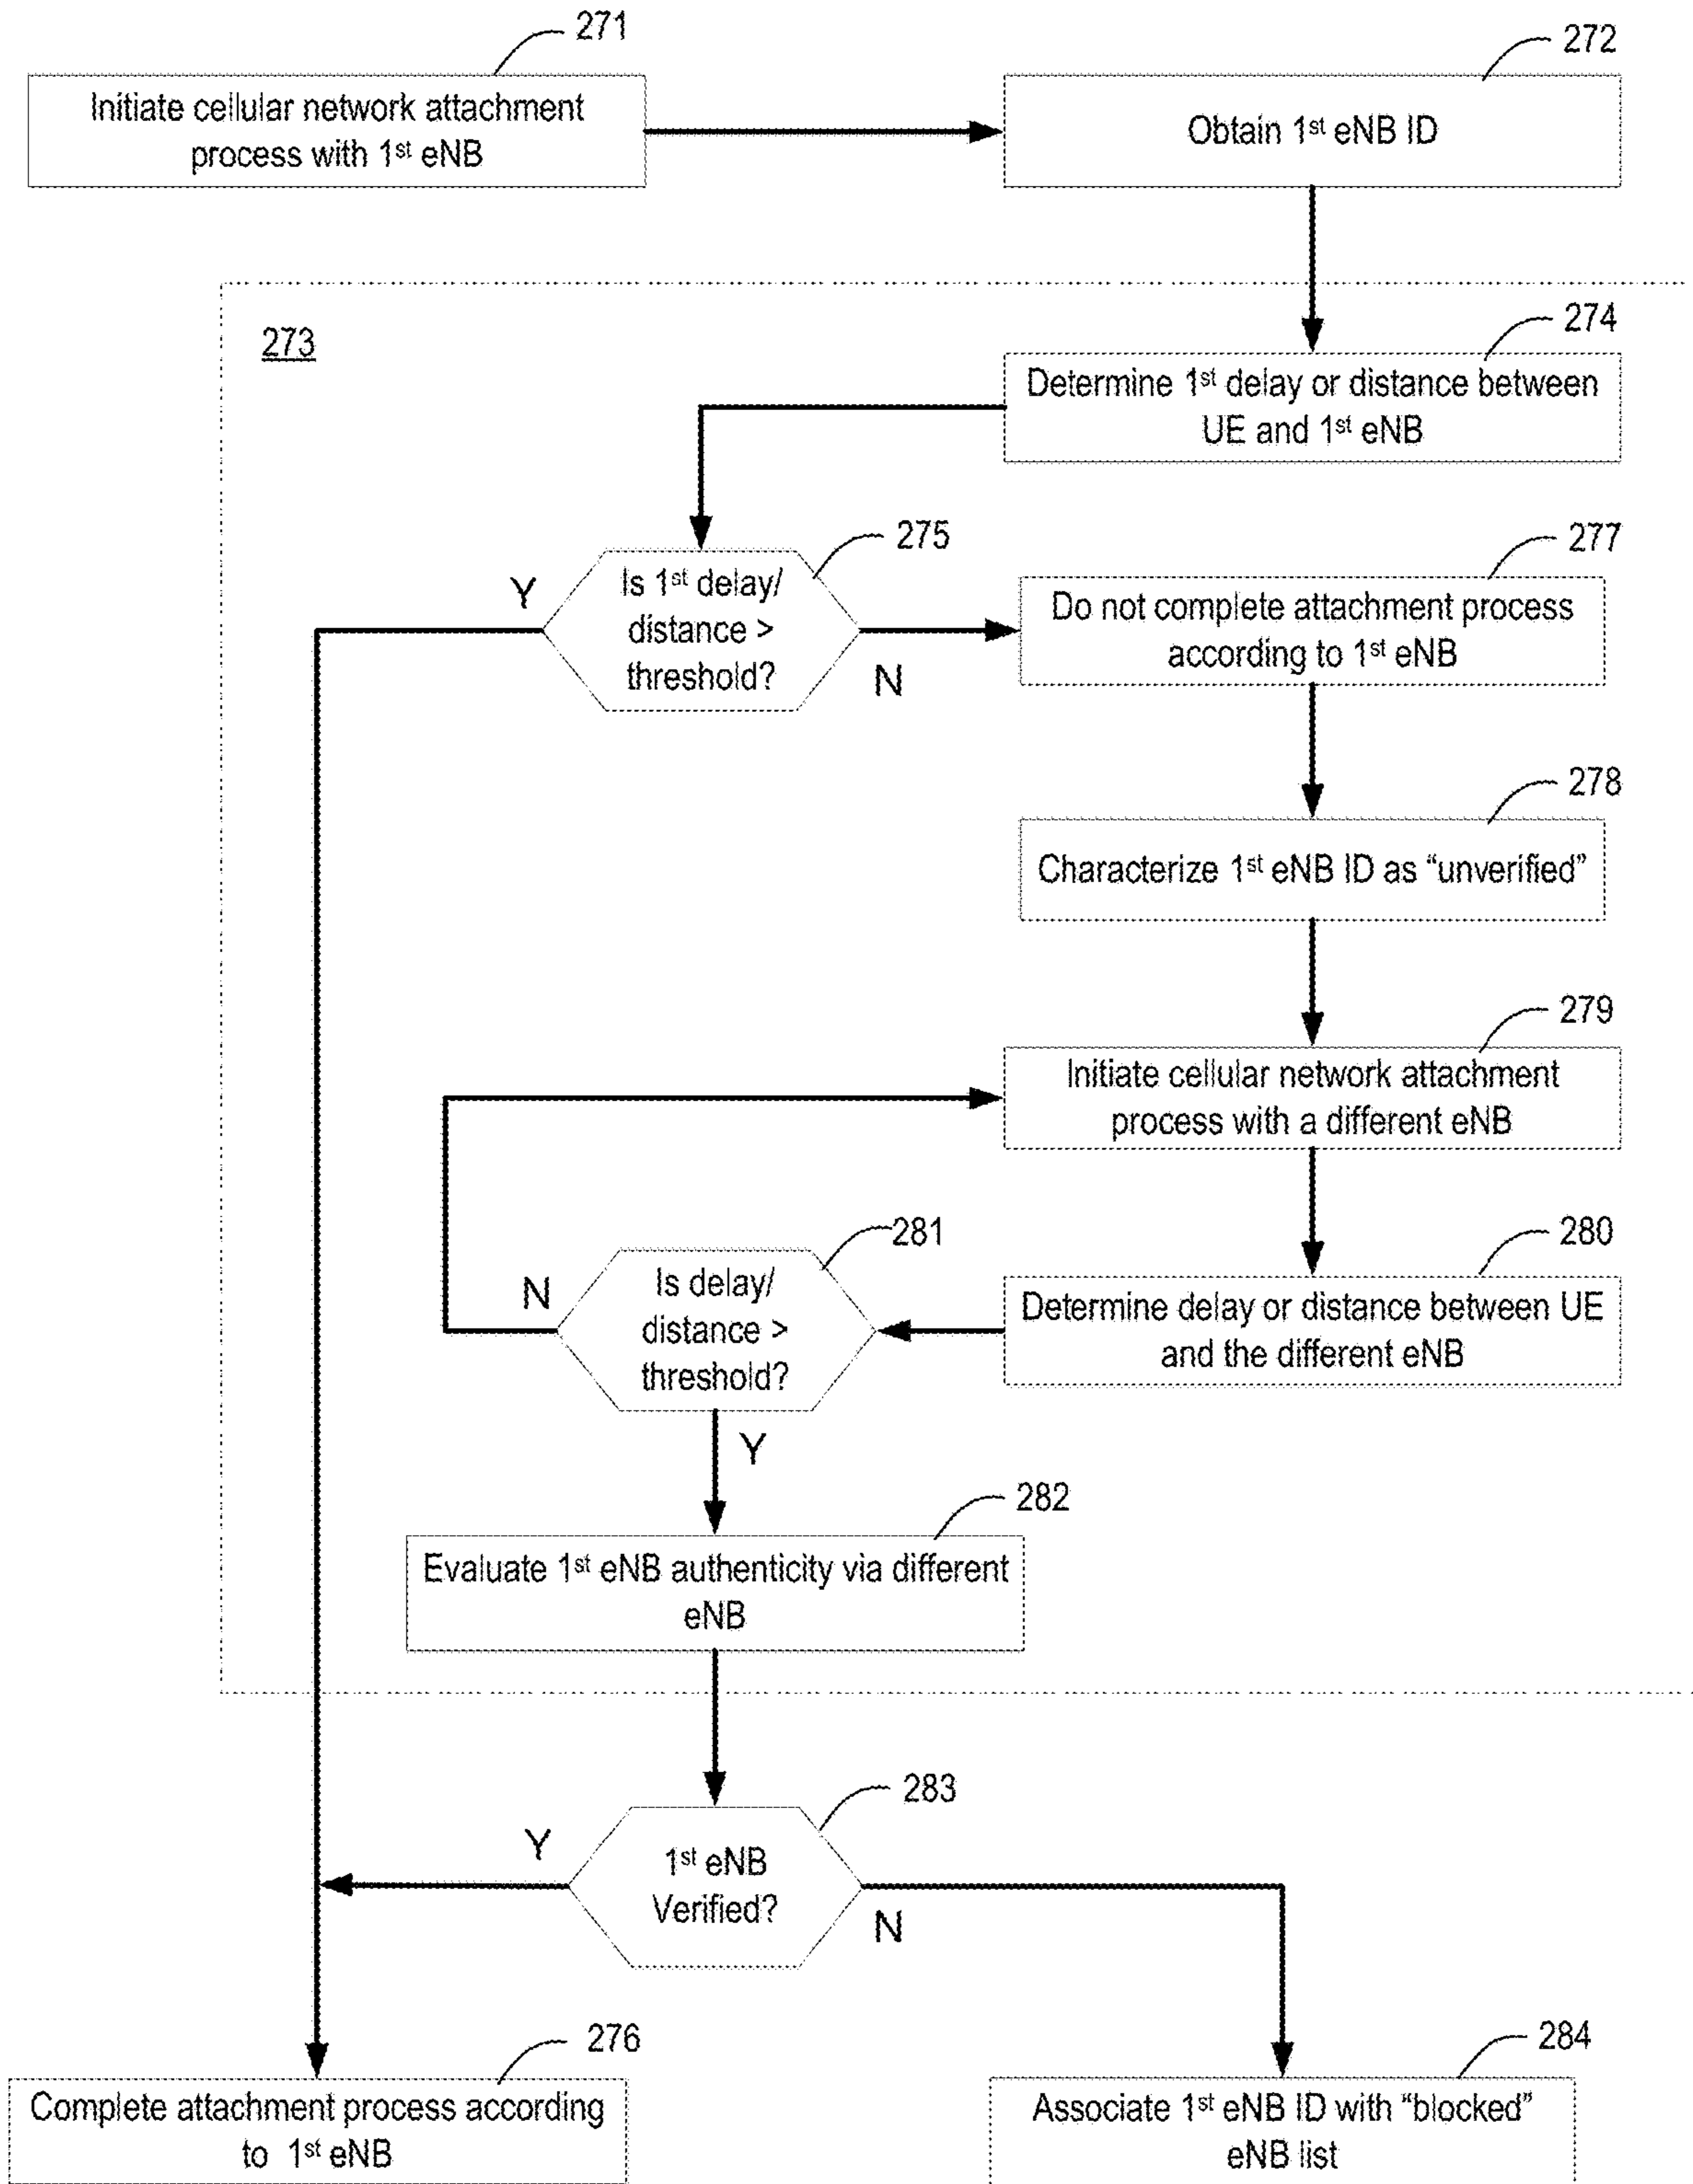 271
Initiate cellular network attachment
process with 1st eNB
272
Obtain 1st eNB ID
273
274
Determine 1st delay or distance between
UE and 1st eNB
275
Is 1st delay/
distance >
threshold?
Y
N
277
Do not complete attachment process
according to 1st eNB
278
Characterize 1st eNB ID as “unverified”
279
Initiate cellular network attachment
process with a different eNB
280
Determine delay or distance between UE
and the different eNB
281
Is delay/
distance >
threshold?
N
Y
282
Evaluate 1st eNB authenticity via different
eNB
283
1st eNB
Verified?
Y
N
276
Complete attachment process according
to 1st eNB
284
Associate 1st eNB ID with “blocked”
eNB list